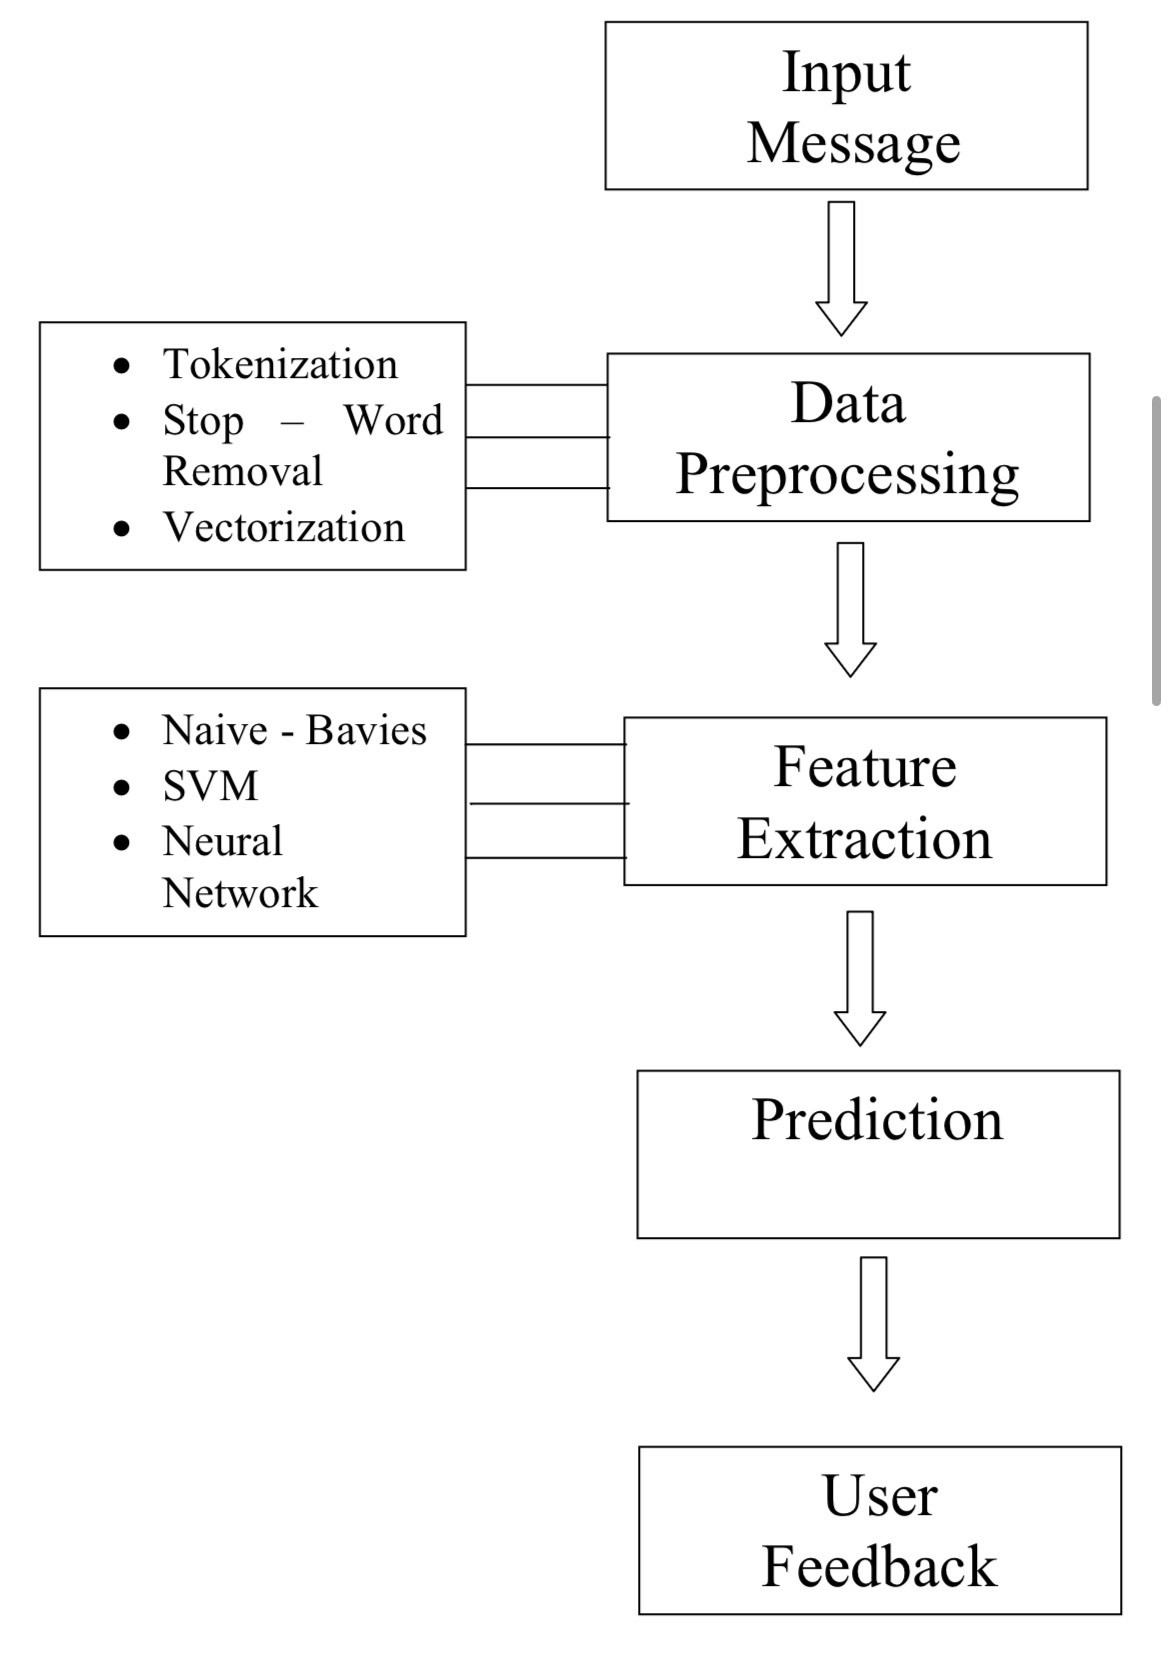 Input
Message
• Tokenization
• Stop – Word
Removal
• Vectorization
Data
Preprocessing
• Naive - Bavies
• SVM
• Neural
Network
Feature
Extraction
Prediction
User
Feedback